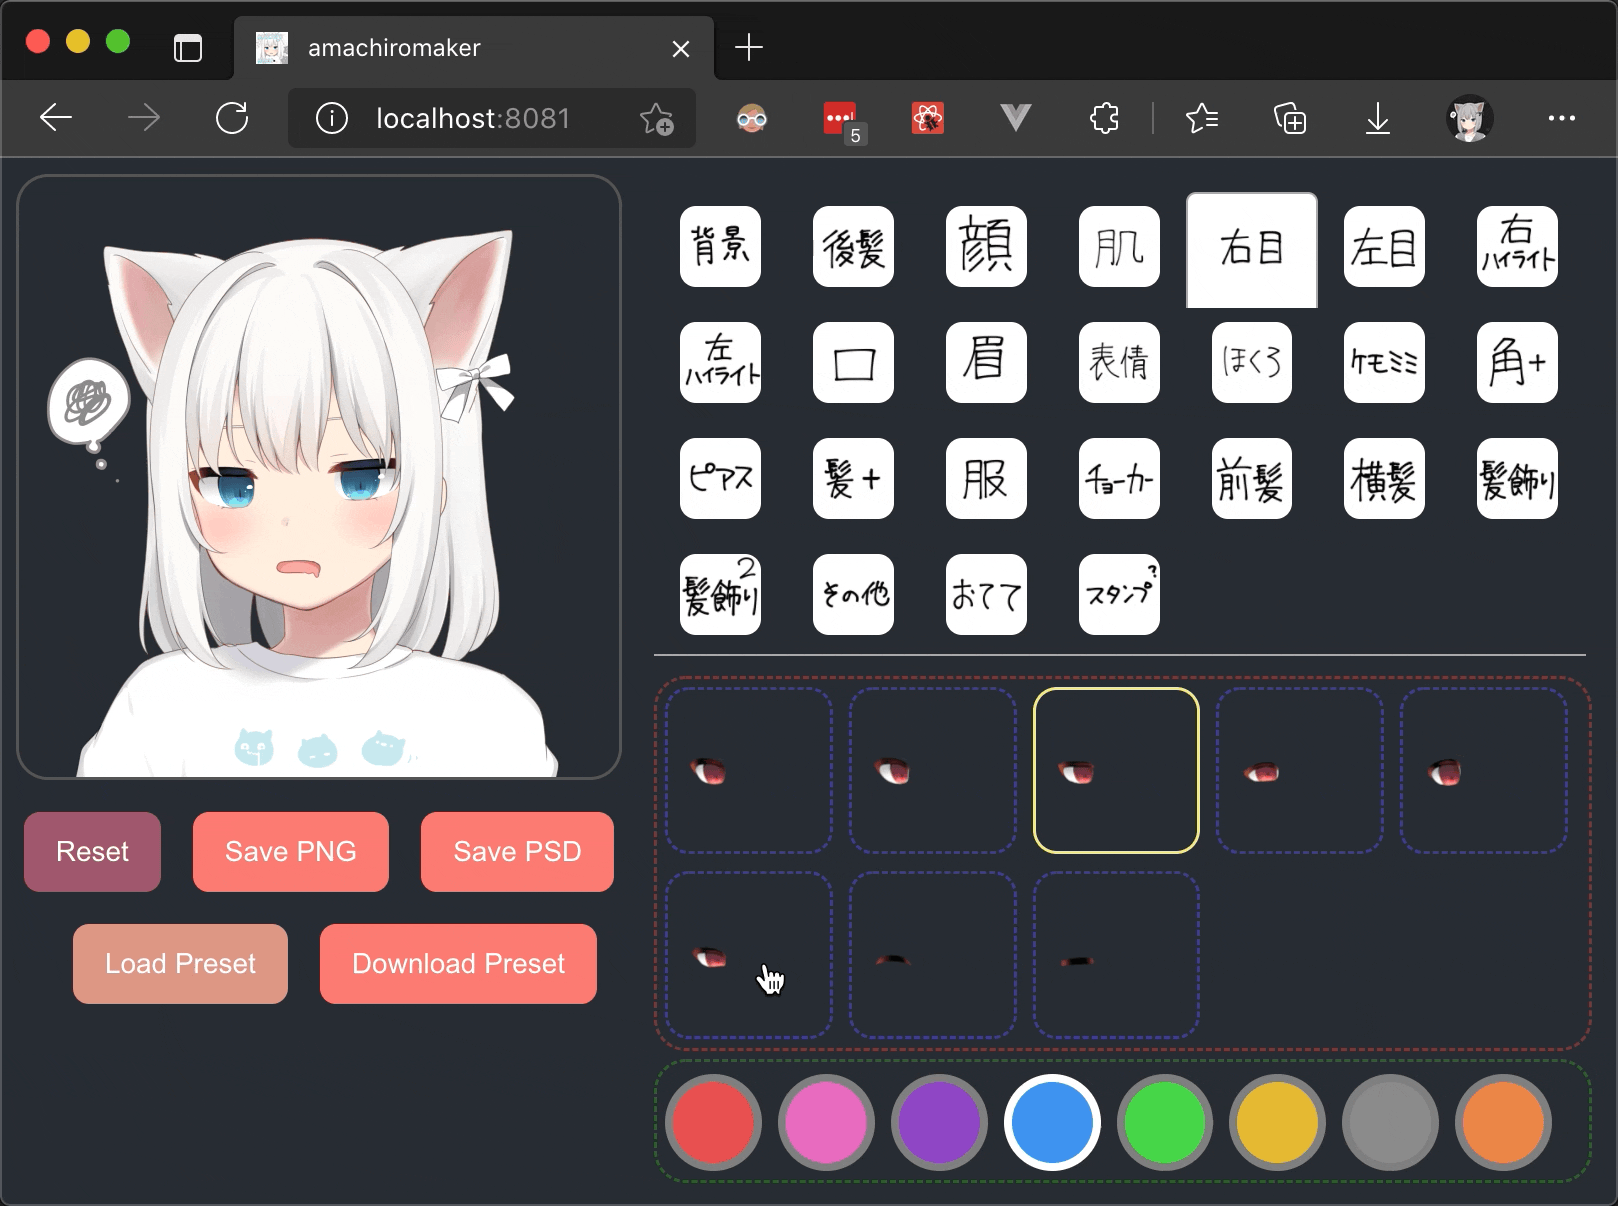 amachiromaker
localhost:8081
5
背景
後髪
顔
肌
右目
左目
右
ハイライト
左
ハイライト
口
眉
表情
ほくろ
ケモミミ
角+
ピアス
髪+
服
チョーカー
前髪
横髪
髪飾り
髪飾り2
その他
おてて
スタンプ?
Reset
Save PNG
Save PSD
Load Preset
Download Preset